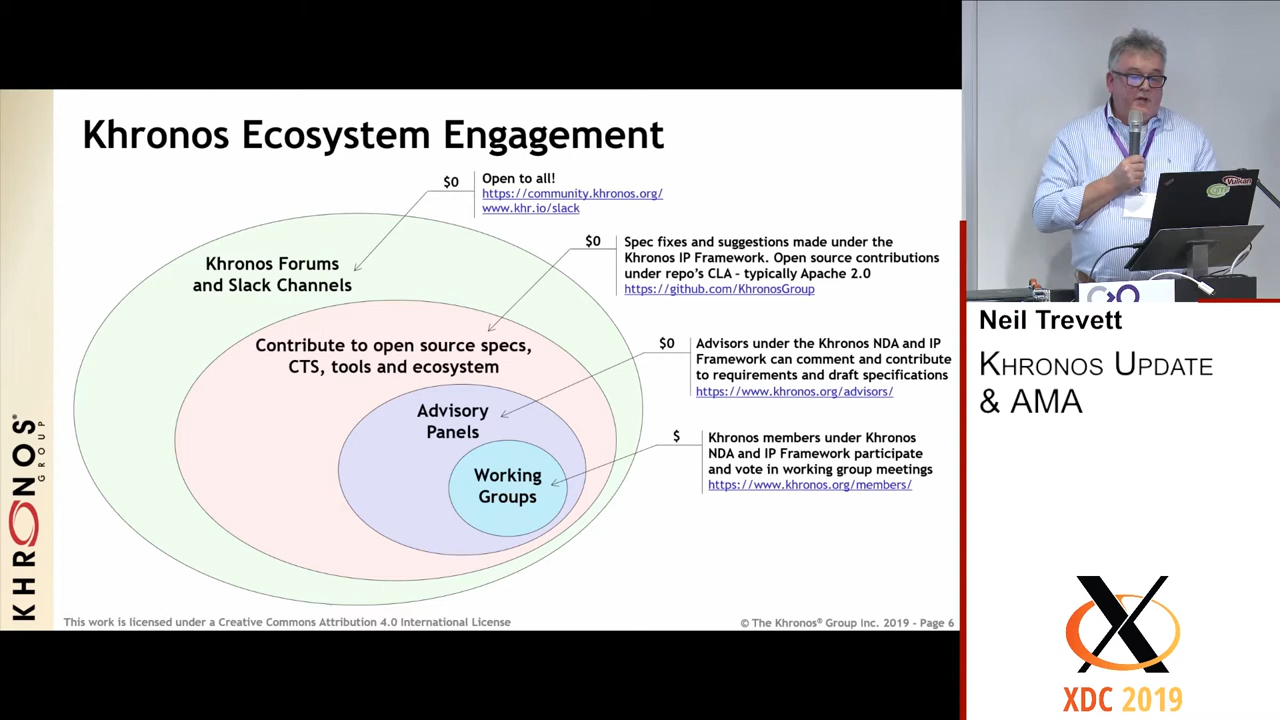 Khronos Ecosystem Engagement
$0
Open to all!
https://community.khronos.org/
www.khr.io/slack
$0
Spec fixes and suggestions made under the
Khronos IP Framework. Open source contributions
under repo's CLA – typically Apache 2.0
https://github.com/KhronosGroup
Khronos Forums
and Slack Channels
Contribute to open source specs,
CTS, tools and ecosystem
$0
Advisors under the Khronos NDA and IP
Framework can comment and contribute
to requirements and draft specifications
https://www.khronos.org/advisors/
Advisory
Panels
$
Khronos members under Khronos
NDA and IP Framework participate
and vote in working group meetings
https://www.khronos.org/members/
Working
Groups
KHRONOS®
GROUP
This work is licensed under a Creative Commons Attribution 4.0 International License
© The Khronos® Group Inc. 2019 - Page 6
Vulkan
Neil Trevett
KHRONOS UPDATE
& AMA
X
XDC 2019